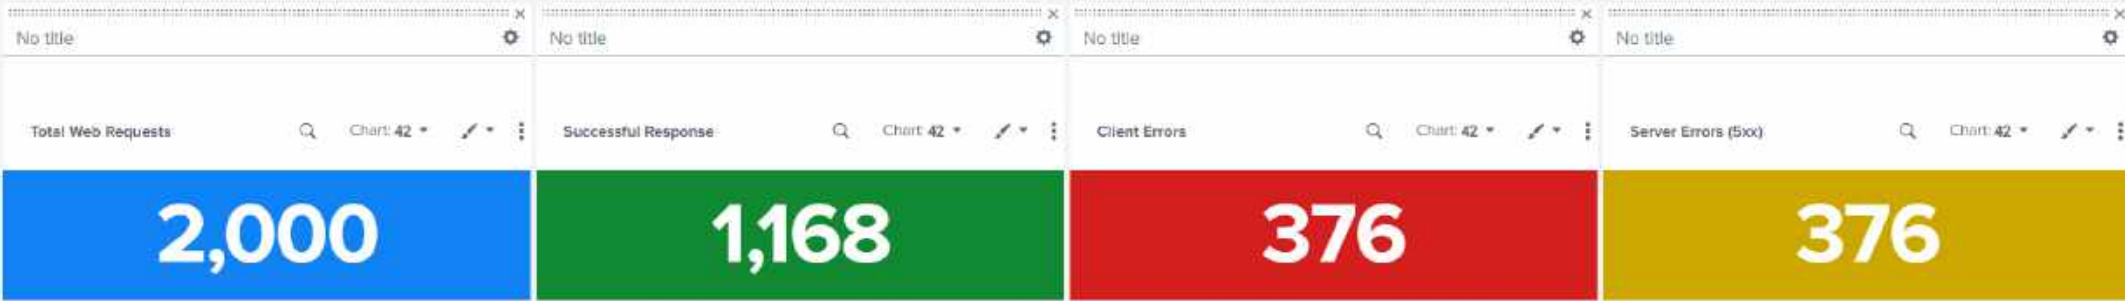 No title
Total Web Requests
Chart: 42
2,000
No title
Successful Response
Chart: 42
1,168
No title
Client Errors
Chart: 42
376
No title
Server Errors (5xx)
Chart: 42
376